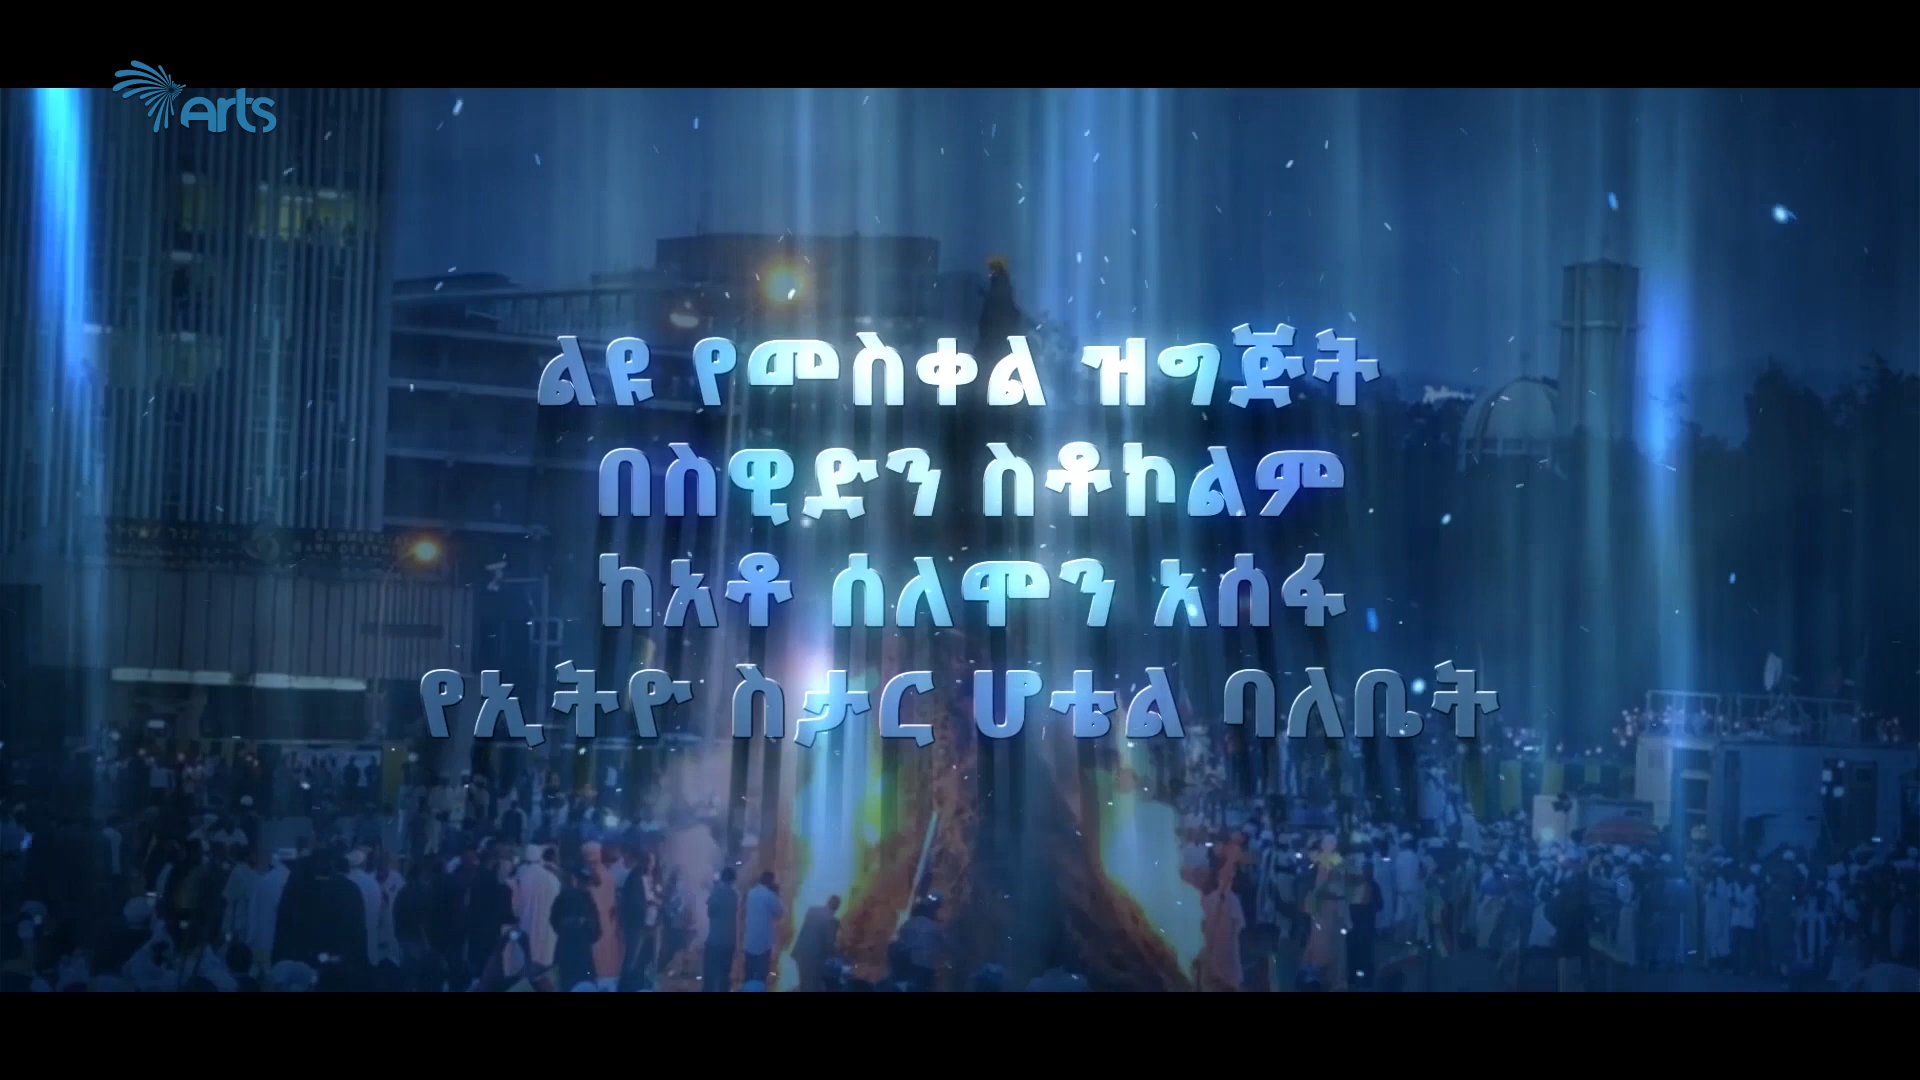 Arts
ልዩ የመስቀል ዝግጅት
በስዊድን ስቶኮልም
ከአቶ ሰለሞን አሰፋ
የኢትዮ ስታር ሆቴል ባለቤት